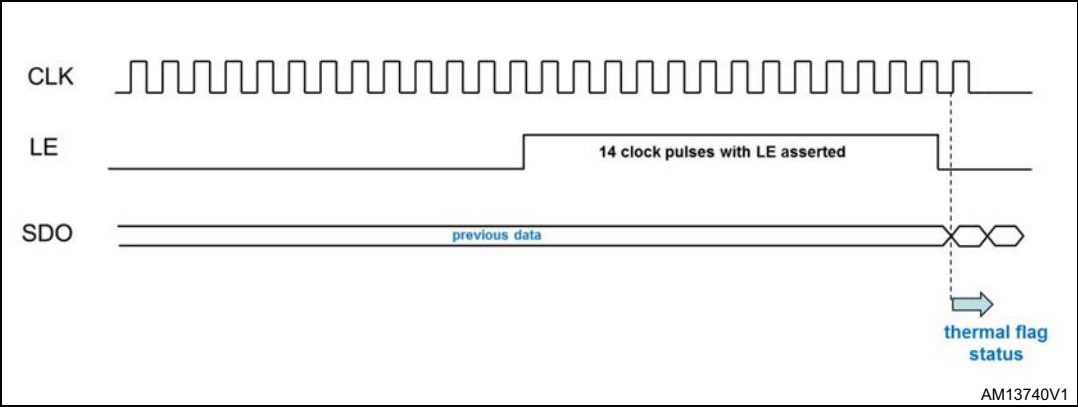 CLK
LE
14 clock pulses with LE asserted
SDO
previous data
thermal flag
status
AM13740V1